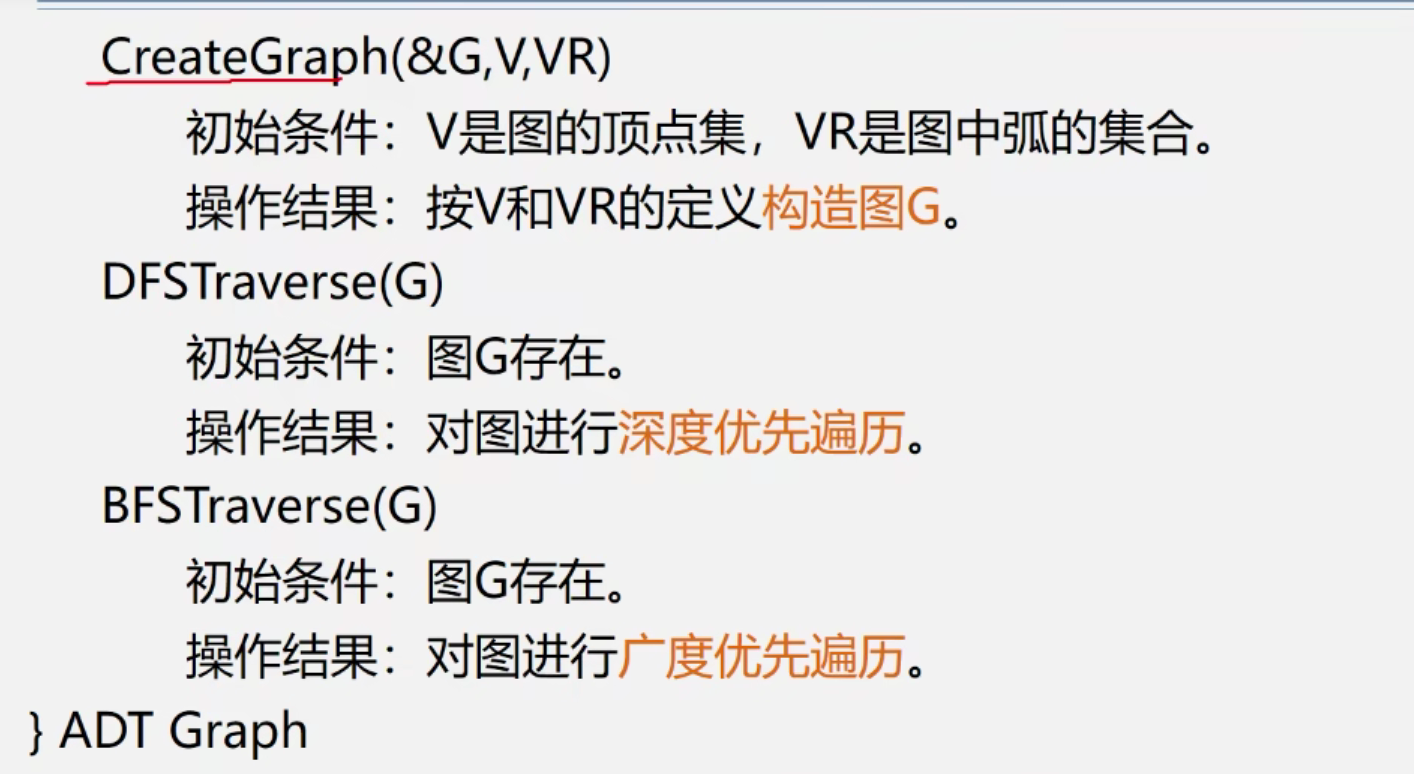 CreateGraph(&G,V,VR)
初始条件：V是图的顶点集，VR是图中弧的集合。
操作结果：按V和VR的定义构造图G。
DFSTraverse(G)
初始条件：图G存在。
操作结果：对图进行深度优先遍历。
BFSTraverse(G)
初始条件：图G存在。
操作结果：对图进行广度优先遍历。
} ADT Graph